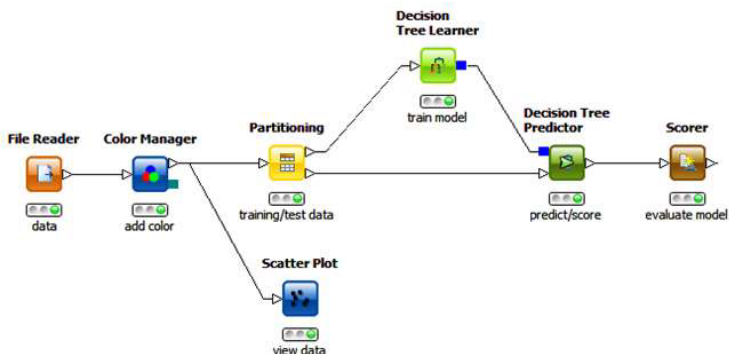 Decision
Tree Learner
train model
File Reader
data
Color Manager
add color
Partitioning
training/test data
Decision Tree
Predictor
predict/score
Scorer
evaluate model
Scatter Plot
view data